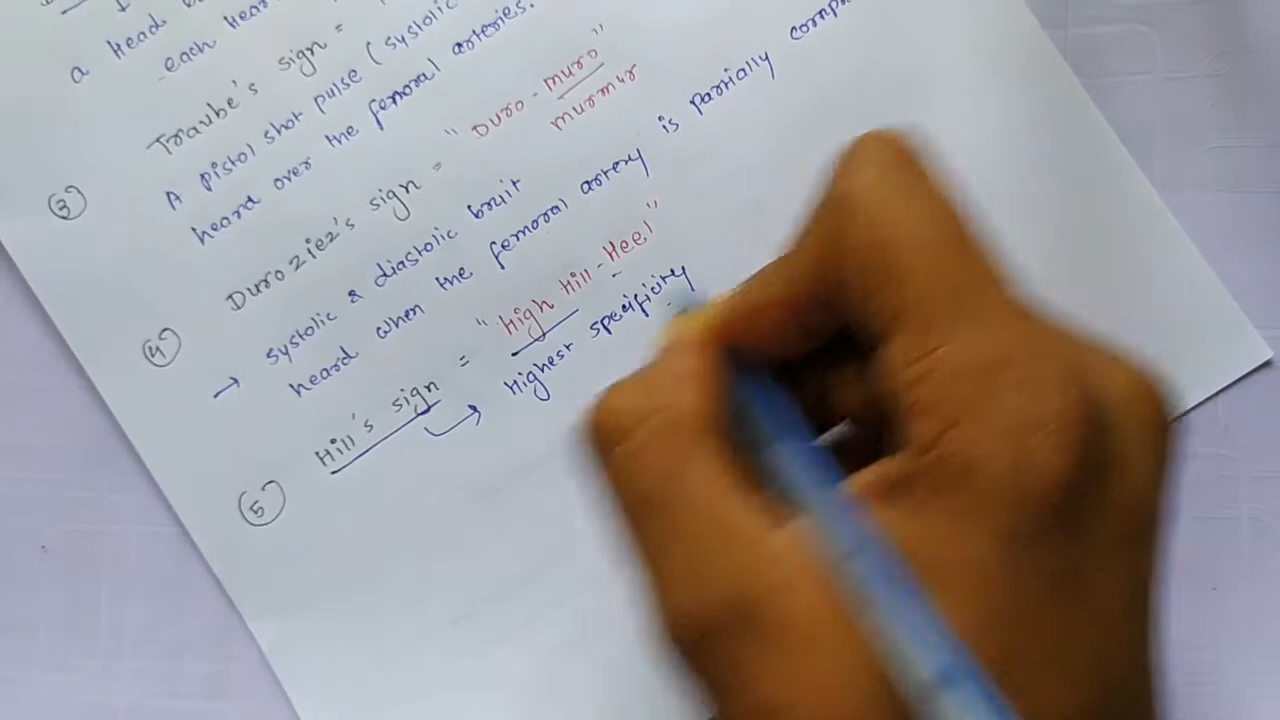 a Head
each Hear
Traube's sign =
③ A Pistol shot pulse (systolic
heard over the femoral arteries.
Duroziez's sign = "Duro - muro"
murmur
④ → systolic & diastolic bruit
heard when the femoral artery is partially compr
Hill's sign = "High Hill-Heel"
Highest specificity
⑤